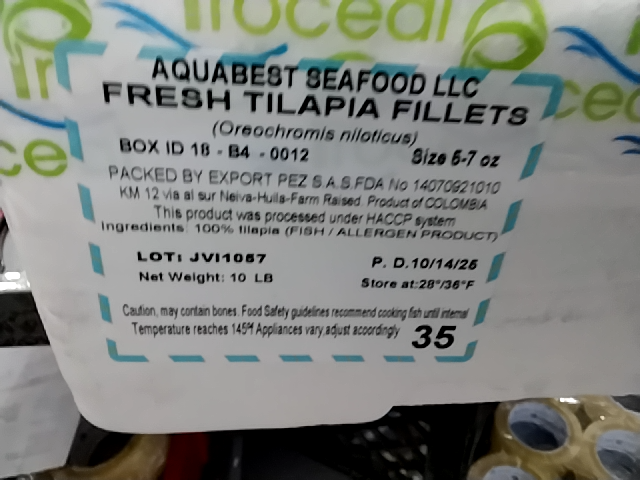 AQUABEST SEAFOOD LLC
FRESH TILAPIA FILLETS
(Oreochromis niloticus)
BOX ID 18 - B4 - 0012
Size 5-7 oz
PACKED BY EXPORT PEZ S.A.S.FDA No 14070921010
KM 12 via al sur Neiva-Huila-Farm Raised. Product of COLOMBIA
This product was processed under HACCP system
Ingredients: 100% tilapia (FISH / ALLERGEN PRODUCT)
LOT: JVI1057
P. D.10/14/25
Net Weight: 10 LB
Store at:28°/36°F
Caution, may contain bones. Food Safety guidelines recommend cooking fish until internal
Temperature reaches 145°f Appliances vary,adjust accordingly
35